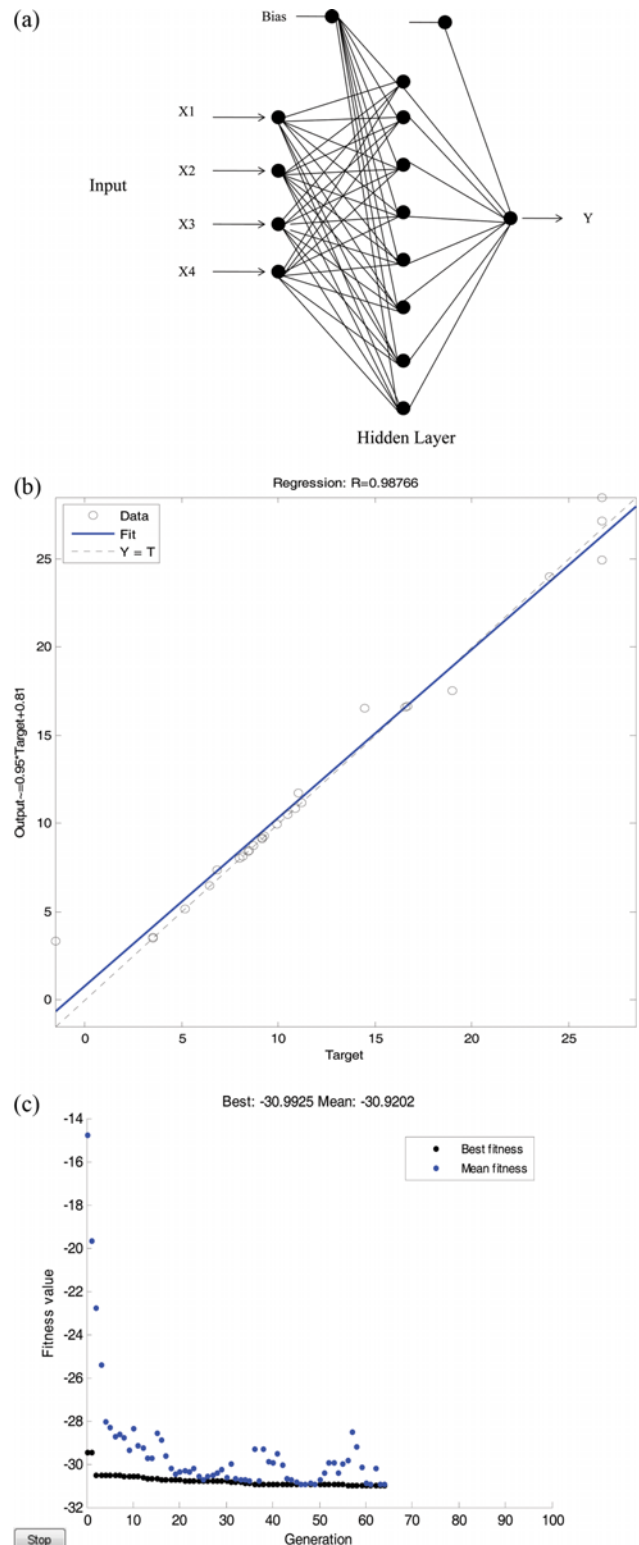 (a)
Bias
X1
X2
Input
X3
X4
Y
Hidden Layer
(b)
Regression: R=0.98766
Data
Fit
Y = T
25
20
15
10
5
0
Output~=0.95*Target+0.81
0 5 10 15 20 25
Target
(c)
Best: -30.9925 Mean: -30.9202
-14
-16
-18
-20
-22
-24
-26
-28
-30
-32
Best fitness
Mean fitness
Fitness value
0 10 20 30 40 50 60 70 80 90 100
Generation
Stop